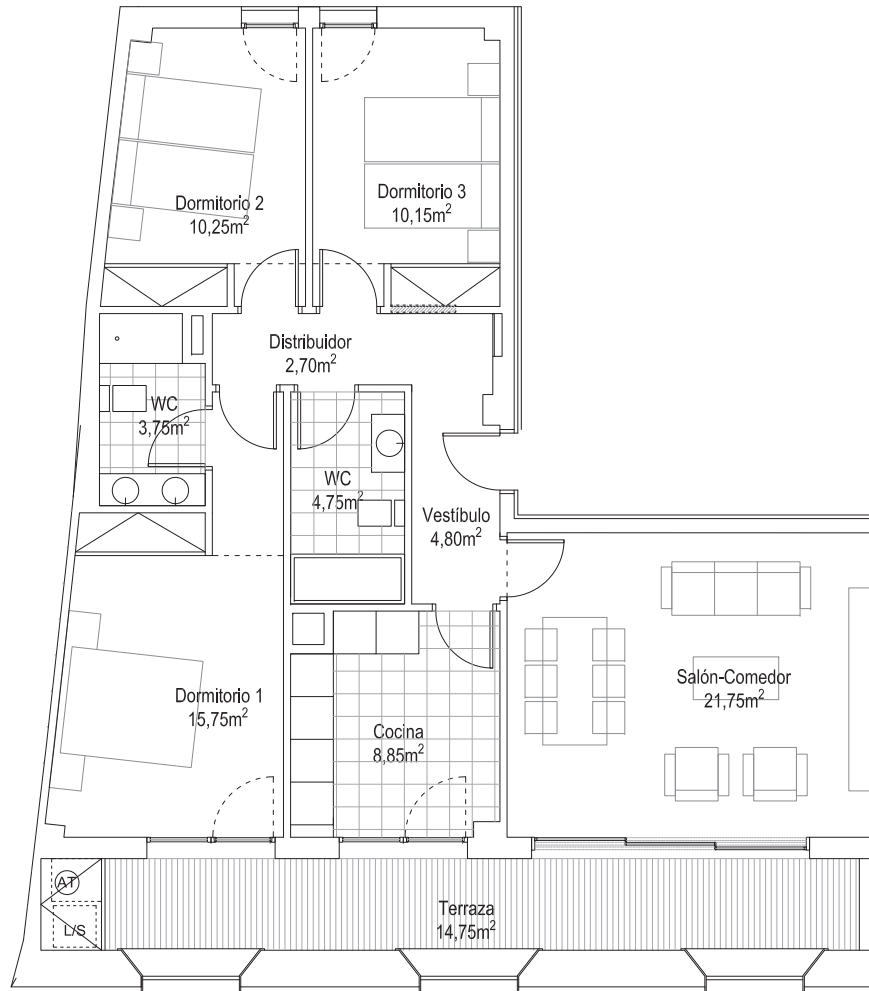 Dormitorio 2
10,25m²
Dormitorio 3
10,15m²
Distribuidor
2,70m²
WC
3,75m²
WC
4,75m²
Vestíbulo
4,80m²
Dormitorio 1
15,75m²
Cocina
8,85m²
Salón-Comedor
21,75m²
AT
L/S
Terraza
14,75m²